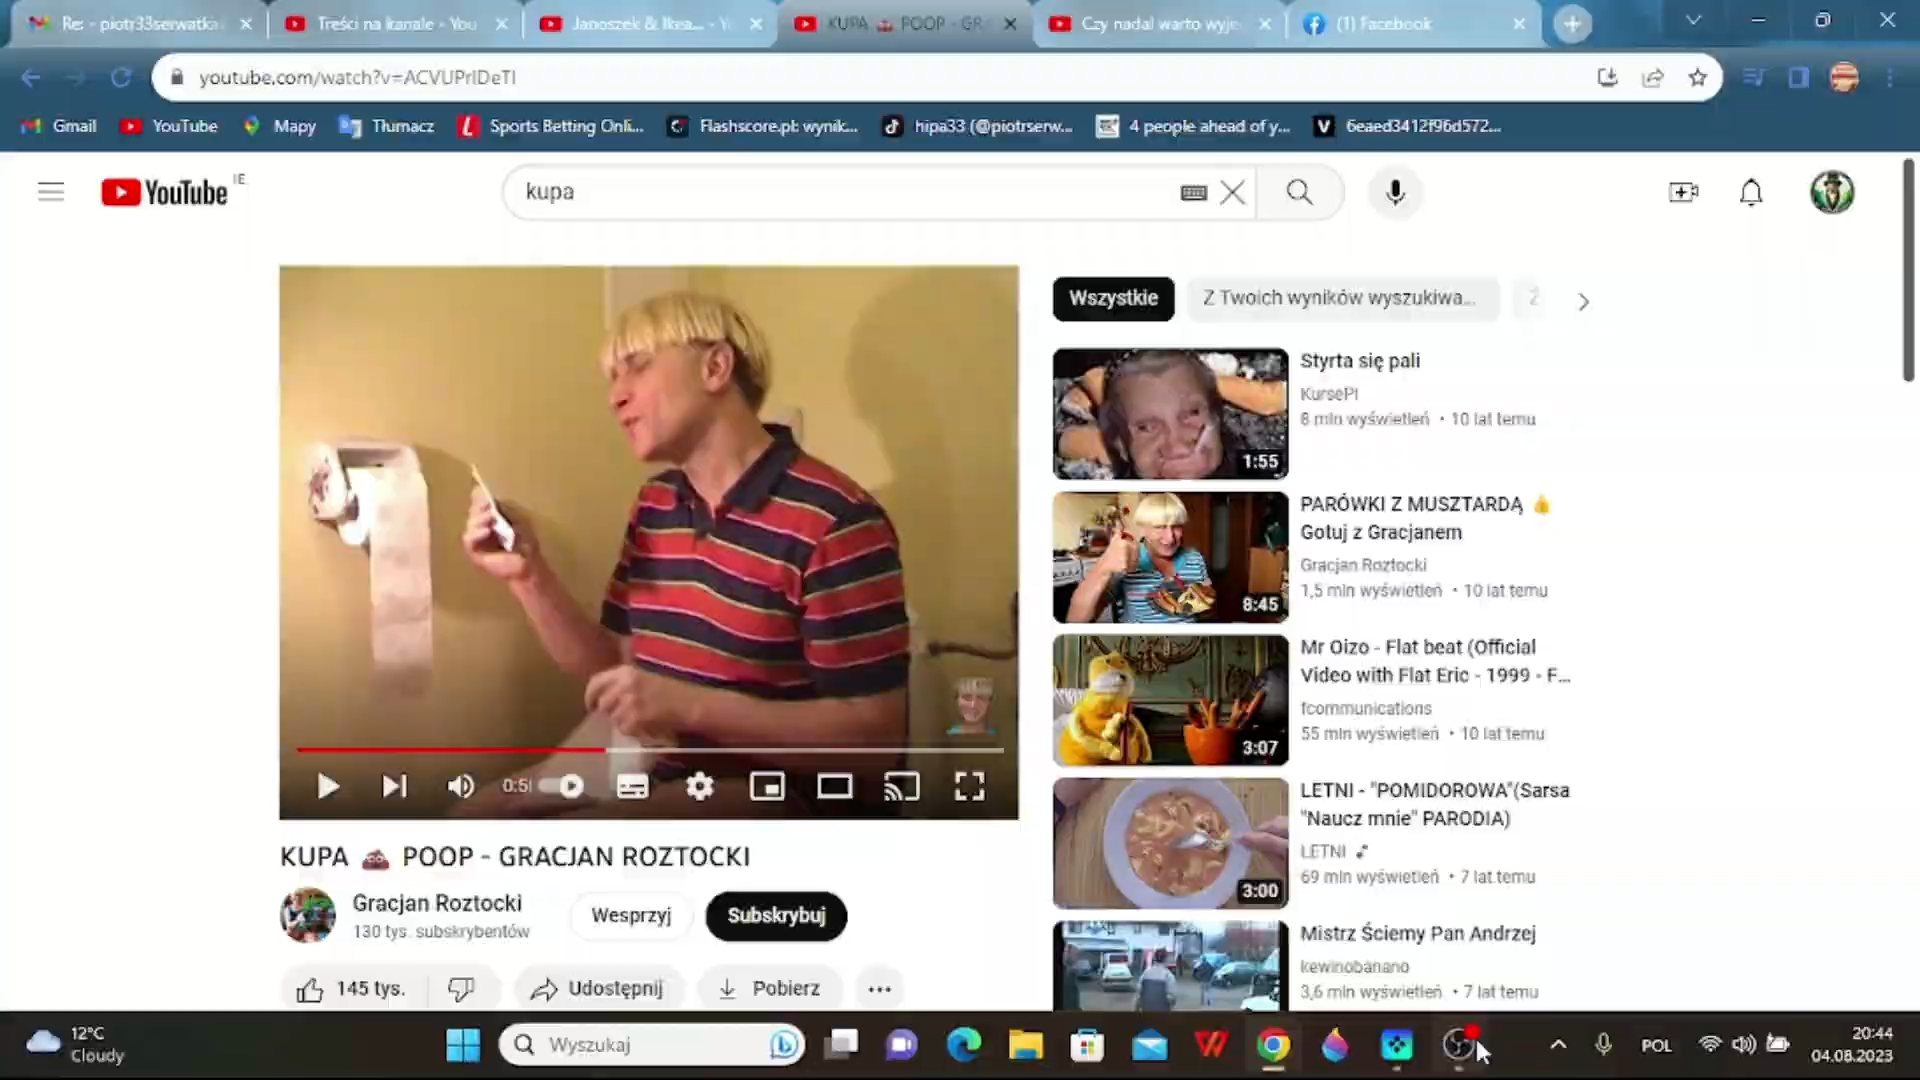 Re: - piotr33serwatka
Treści na kanale - You
Janoszek & Ikea... - Y
KUPA 💩 POOP - GR
Czy nadal warto wyje
(1) Facebook
youtube.com/watch?v=ACVUPrIDeTI
Gmail
YouTube
Mapy
Tłumacz
Sports Betting Onli...
Flashscore.pl: wynik...
hipa33 (@piotrserw...
4 people ahead of y...
6eaed3412f96d572...
YouTube IE
kupa
Wszystkie
Z Twoich wyników wyszukiwa...
Styrta się pali
KursePl
8 mln wyświetleń • 10 lat temu
1:55
PARÓWKI Z MUSZTARDĄ 👍
Gotuj z Gracjanem
Gracjan Roztocki
1,5 mln wyświetleń • 10 lat temu
8:45
Mr Oizo - Flat beat (Official
Video with Flat Eric - 1999 - F...
fcommunications
55 mln wyświetleń • 10 lat temu
3:07
LETNI - "POMIDOROWA"(Sarsa
"Naucz mnie" PARODIA)
LETNI
69 mln wyświetleń • 7 lat temu
3:00
Mistrz Ściemy Pan Andrzej
kewinobanano
3,6 mln wyświetleń • 7 lat temu
KUPA 💩 POOP - GRACJAN ROZTOCKI
Gracjan Roztocki
130 tys. subskrybentów
Wesprzyj
Subskrybuj
145 tys.
Udostępnij
Pobierz
12°C
Cloudy
Wyszukaj
POL
20:44
04.08.2023